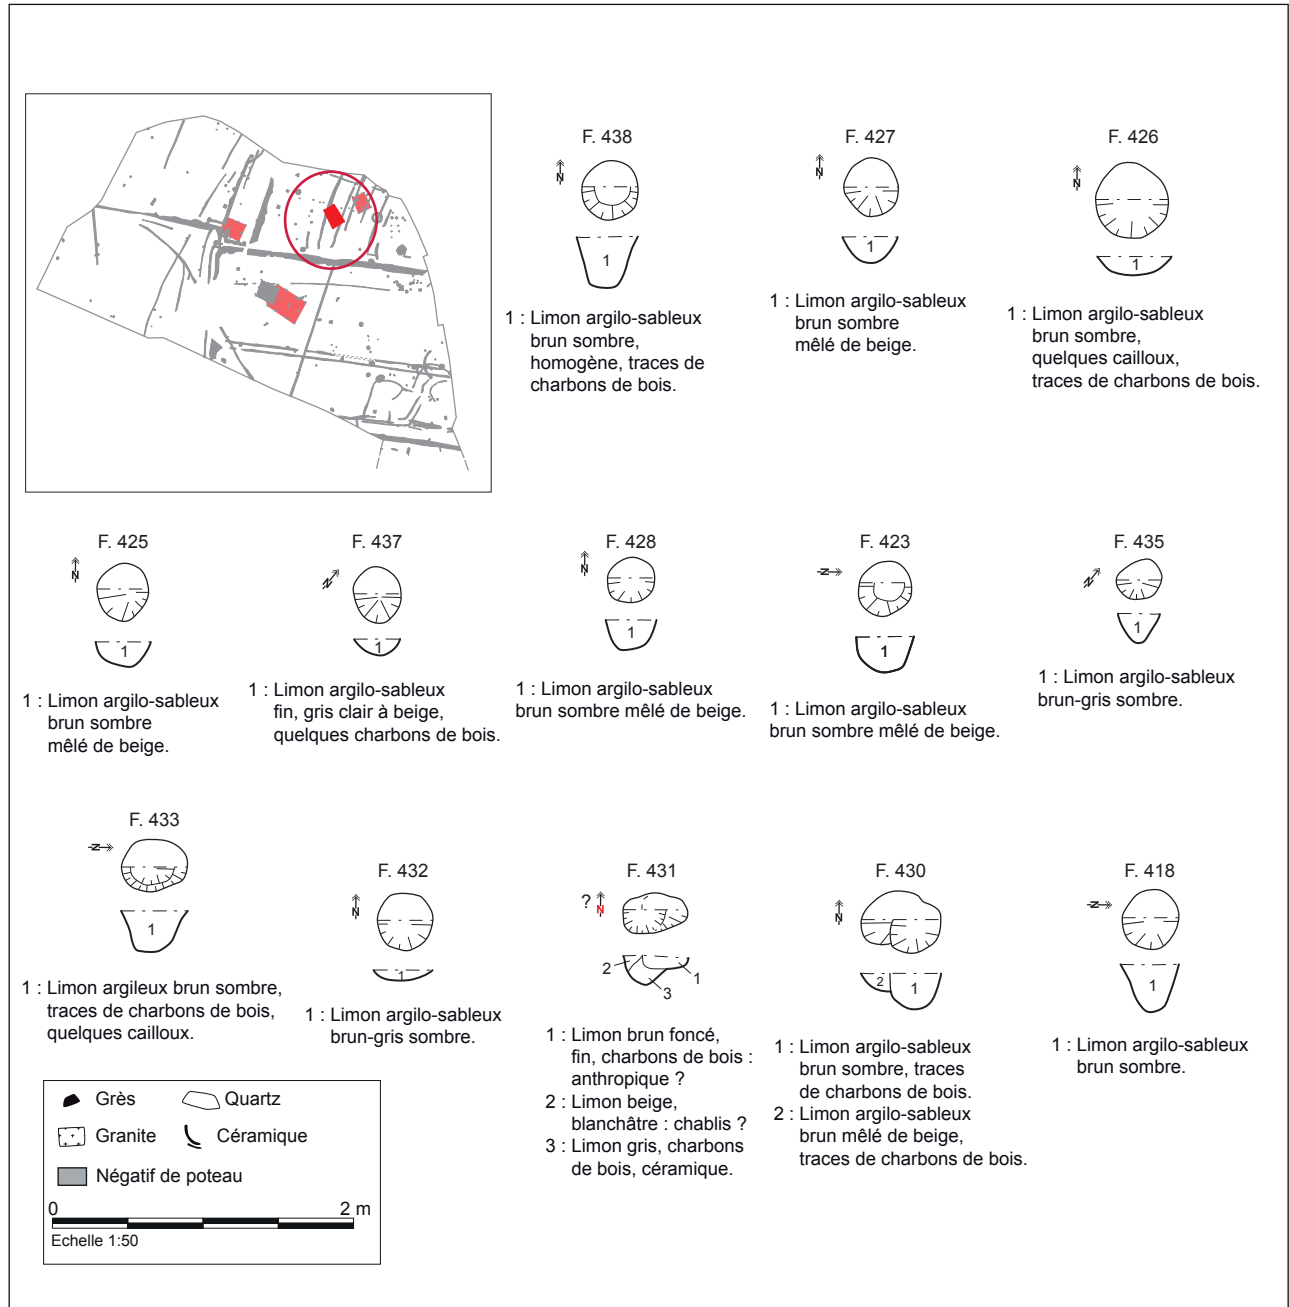 F. 438
N
1
1 : Limon argilo-sableux
brun sombre,
homogène, traces de
charbons de bois.
F. 427
N
1
1 : Limon argilo-sableux
brun sombre
mêlé de beige.
F. 426
N
1
1 : Limon argilo-sableux
brun sombre,
quelques cailloux,
traces de charbons de bois.
F. 425
N
1
1 : Limon argilo-sableux
brun sombre
mêlé de beige.
F. 437
N
1
1 : Limon argilo-sableux
fin, gris clair à beige,
quelques charbons de bois.
F. 428
N
1
1 : Limon argilo-sableux
brun sombre mêlé de beige.
F. 423
N
1
1 : Limon argilo-sableux
brun sombre mêlé de beige.
F. 435
N
1
1 : Limon argilo-sableux
brun-gris sombre.
F. 433
N
1
1 : Limon argileux brun sombre,
traces de charbons de bois,
quelques cailloux.
F. 432
N
1
1 : Limon argilo-sableux
brun-gris sombre.
F. 431
? N
2
1
3
1 : Limon brun foncé,
fin, charbons de bois :
anthropique ?
2 : Limon beige,
blanchâtre : chablis ?
3 : Limon gris, charbons
de bois, céramique.
F. 430
N
2 1
1 : Limon argilo-sableux
brun sombre, traces
de charbons de bois.
2 : Limon argilo-sableux
brun mêlé de beige,
traces de charbons de bois.
F. 418
N
1
1 : Limon argilo-sableux
brun sombre.
Grès Quartz
Granite Céramique
Négatif de poteau
0 2 m
Echelle 1:50